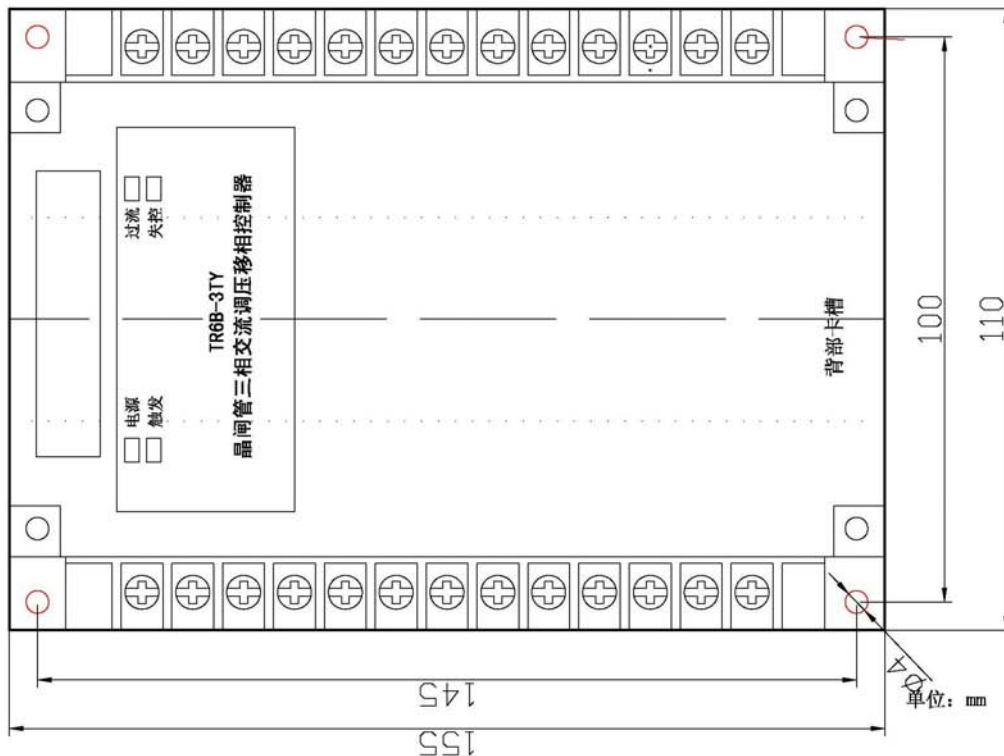 过流
失控
电源
触发
TR6B-3TY
晶闸管三相交流调压移相控制器
背部卡槽
100
110
145
155
Ø4
单位：mm